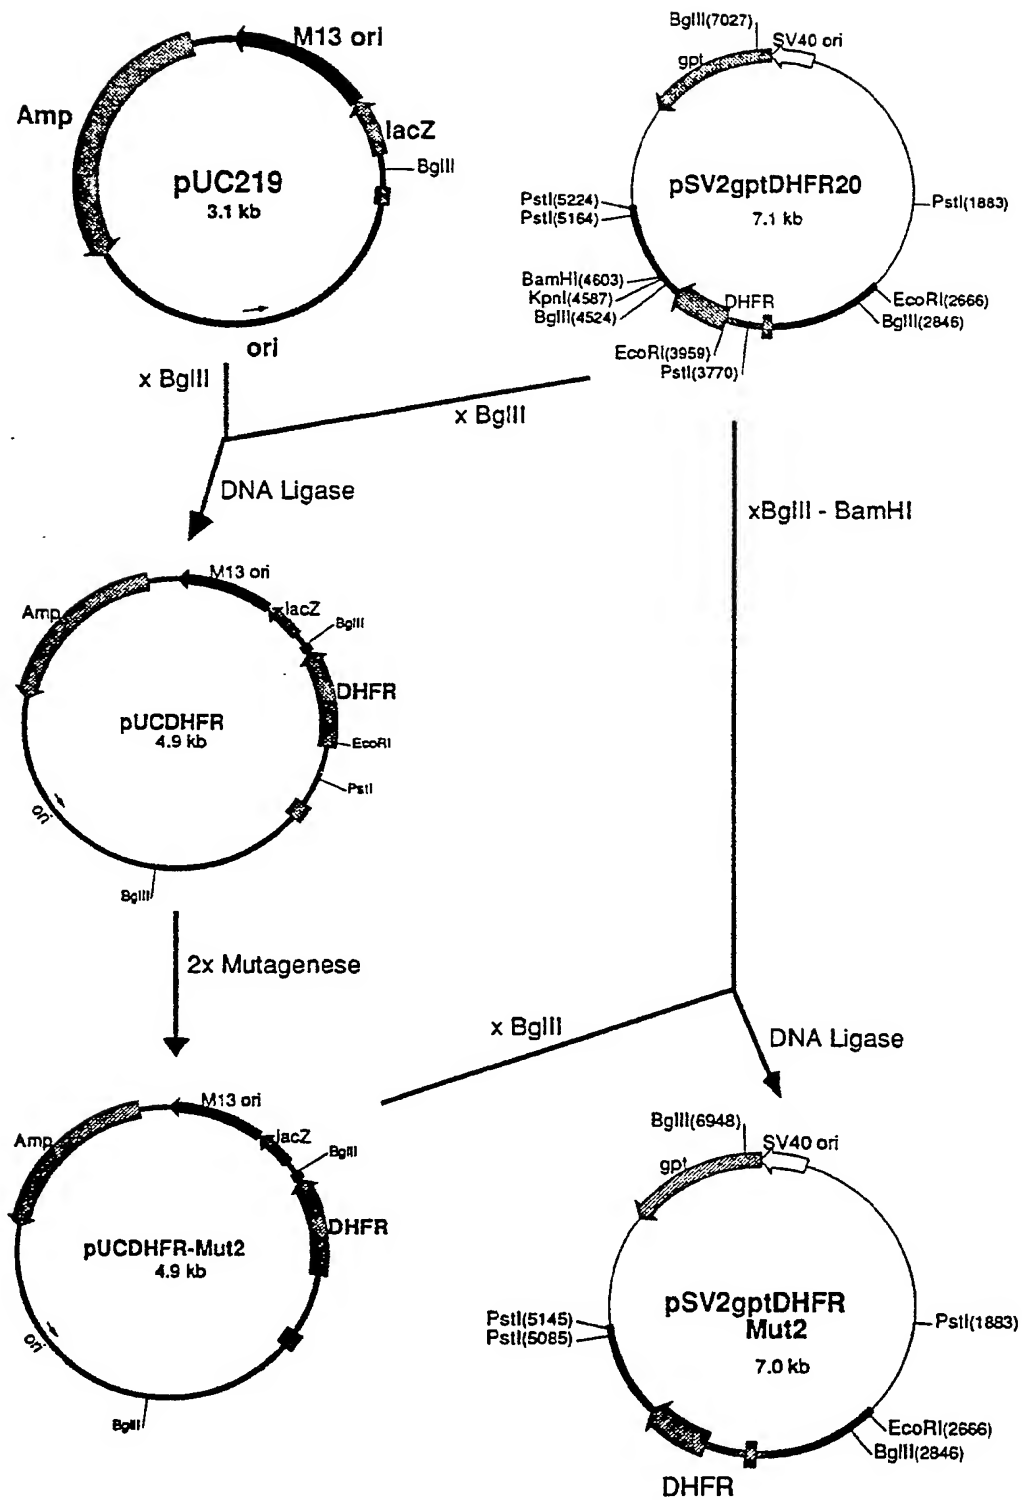 M13 ori
Amp
lacZ
BglII
pUC219
3.1 kb
ori
BglII(7027)
SV40 ori
gpt
pSV2gptDHFR20
7.1 kb
PstI(5224)
PstI(5164)
PstI(1883)
BamHI(4603)
KpnI(4587)
BglII(4524)
DHFR
EcoRI(2666)
BglII(2846)
EcoRI(3959)
PstI(3770)
x BglII
x BglII
DNA Ligase
xBglII - BamHI
M13 ori
Amp
lacZ
BglII
DHFR
pUCDHFR
4.9 kb
EcoRI
PstI
ori
BglII
2x Mutagenese
x BglII
DNA Ligase
M13 ori
Amp
lacZ
BglII
DHFR
pUCDHFR-Mut2
4.9 kb
ori
BglII
BglII(6948)
SV40 ori
gpt
pSV2gptDHFR
Mut2
7.0 kb
PstI(5145)
PstI(5085)
PstI(1883)
EcoRI(2666)
BglII(2846)
DHFR